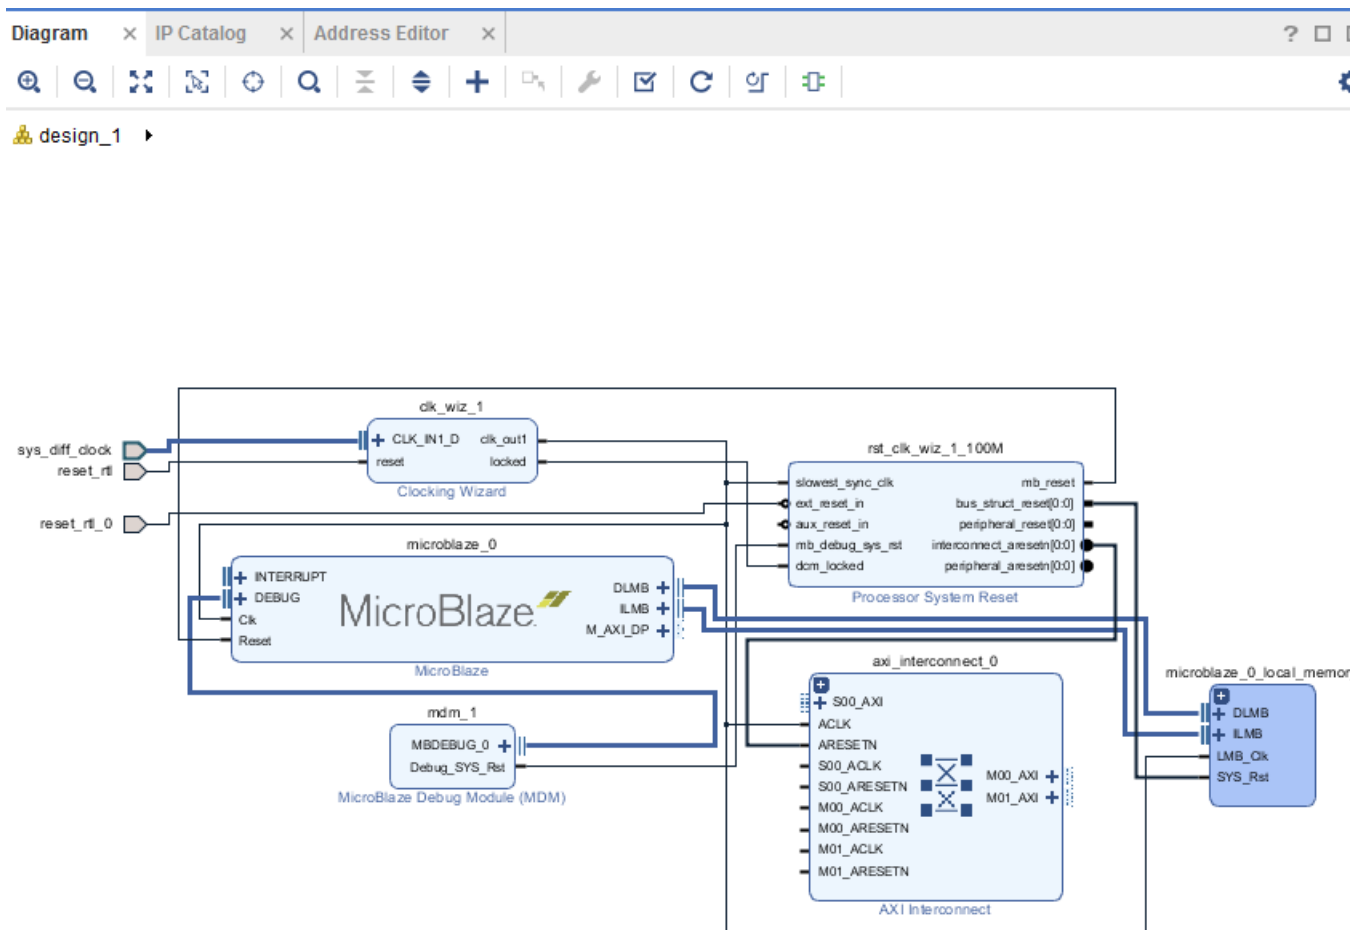 Diagram
IP Catalog
Address Editor
?
design_1
clk_wiz_1
CLK_IN1_D
clk_out1
reset
locked
Clocking Wizard
sys_diff_clock
reset_rtl
reset_rtl_0
rst_clk_wiz_1_100M
slowest_sync_clk
mb_reset
ext_reset_in
bus_struct_reset[0:0]
aux_reset_in
peripheral_reset[0:0]
mb_debug_sys_rst
interconnect_aresetn[0:0]
dcm_locked
peripheral_aresetn[0:0]
Processor System Reset
microblaze_0
INTERRUPT
DEBUG
Clk
Reset
MicroBlaze
DLMB
ILMB
M_AXI_DP
MicroBlaze
mdm_1
MBDEBUG_0
Debug_SYS_Rst
MicroBlaze Debug Module (MDM)
axi_interconnect_0
S00_AXI
ACLK
ARESETN
S00_ACLK
S00_ARESETN
M00_ACLK
M00_ARESETN
M01_ACLK
M01_ARESETN
M00_AXI
M01_AXI
AXI Interconnect
microblaze_0_local_memor
DLMB
ILMB
LMB_Clk
SYS_Rst